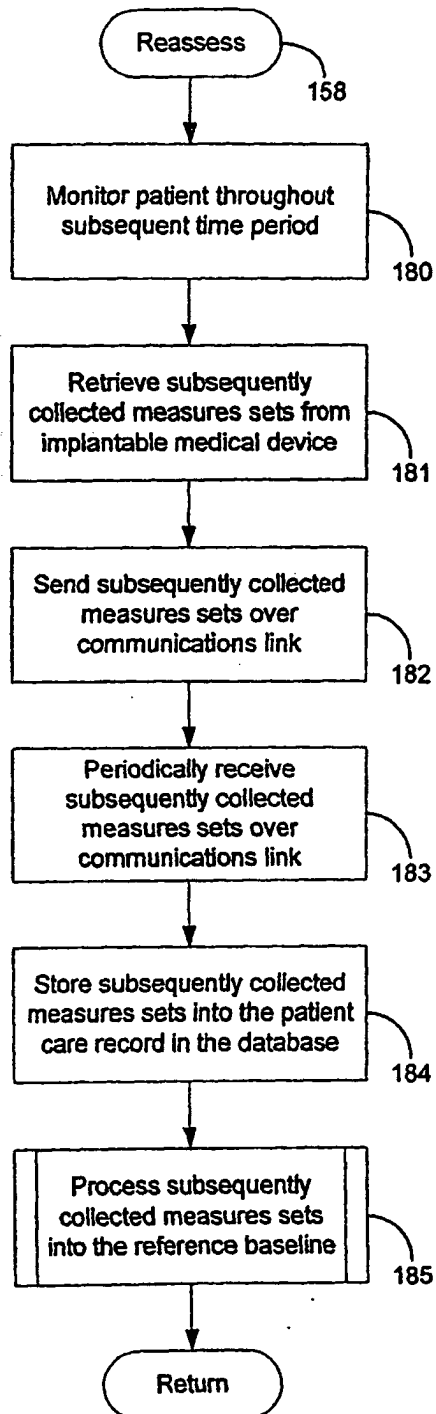 Reassess
158
Monitor patient throughout
subsequent time period
180
Retrieve subsequently
collected measures sets from
implantable medical device
181
Send subsequently collected
measures sets over
communications link
182
Periodically receive
subsequently collected
measures sets over
communications link
183
Store subsequently collected
measures sets into the patient
care record in the database
184
Process subsequently
collected measures sets
into the reference baseline
185
Return